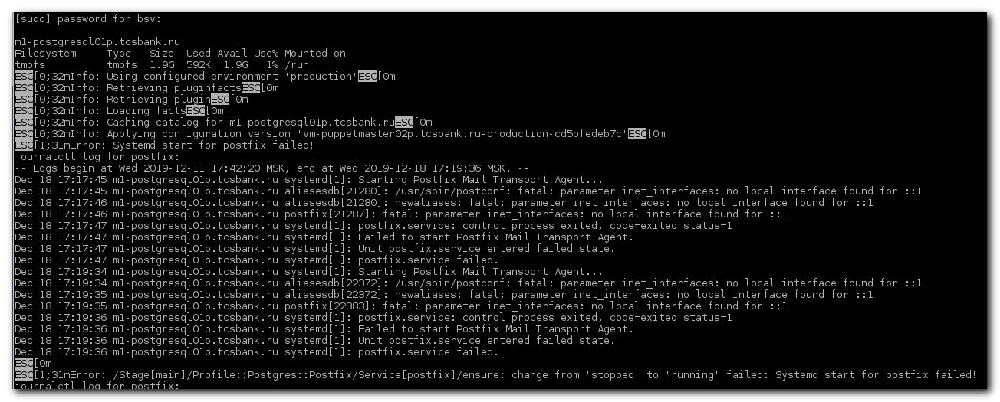 [sudo] password for bsv:
m1-postgresql01p.tcsbank.ru
Filesystem     Type   Size  Used Avail Use% Mounted on
tmpfs          tmpfs  1.9G  592K  1.9G   1% /run
ESC[0;32mInfo: Using configured environment 'production'ESC[0m
ESC[0;32mInfo: Retrieving pluginfactsESC[0m
ESC[0;32mInfo: Retrieving pluginESC[0m
ESC[0;32mInfo: Loading factsESC[0m
ESC[0;32mInfo: Caching catalog for m1-postgresql01p.tcsbank.ruESC[0m
ESC[0;32mInfo: Applying configuration version 'vm-puppetmaster02p.tcsbank.ru-production-cd5bfedeb7c'ESC[0m
ESC[1;31mError: Systemd start for postfix failed!
journalctl log for postfix:
-- Logs begin at Wed 2019-12-11 17:42:20 MSK, end at Wed 2019-12-18 17:19:36 MSK. --
Dec 18 17:17:45 m1-postgresql01p.tcsbank.ru systemd[1]: Starting Postfix Mail Transport Agent...
Dec 18 17:17:45 m1-postgresql01p.tcsbank.ru aliasesdb[21280]: /usr/sbin/postconf: fatal: parameter inet_interfaces: no local interface found for ::1
Dec 18 17:17:46 m1-postgresql01p.tcsbank.ru aliasesdb[21280]: newaliases: fatal: parameter inet_interfaces: no local interface found for ::1
Dec 18 17:17:46 m1-postgresql01p.tcsbank.ru postfix[21287]: fatal: parameter inet_interfaces: no local interface found for ::1
Dec 18 17:17:47 m1-postgresql01p.tcsbank.ru systemd[1]: postfix.service: control process exited, code=exited status=1
Dec 18 17:17:47 m1-postgresql01p.tcsbank.ru systemd[1]: Failed to start Postfix Mail Transport Agent.
Dec 18 17:17:47 m1-postgresql01p.tcsbank.ru systemd[1]: Unit postfix.service entered failed state.
Dec 18 17:17:47 m1-postgresql01p.tcsbank.ru systemd[1]: postfix.service failed.
Dec 18 17:19:34 m1-postgresql01p.tcsbank.ru systemd[1]: Starting Postfix Mail Transport Agent...
Dec 18 17:19:34 m1-postgresql01p.tcsbank.ru aliasesdb[22372]: /usr/sbin/postconf: fatal: parameter inet_interfaces: no local interface found for ::1
Dec 18 17:19:35 m1-postgresql01p.tcsbank.ru aliasesdb[22372]: newaliases: fatal: parameter inet_interfaces: no local interface found for ::1
Dec 18 17:19:35 m1-postgresql01p.tcsbank.ru postfix[22383]: fatal: parameter inet_interfaces: no local interface found for ::1
Dec 18 17:19:36 m1-postgresql01p.tcsbank.ru systemd[1]: postfix.service: control process exited, code=exited status=1
Dec 18 17:19:36 m1-postgresql01p.tcsbank.ru systemd[1]: Failed to start Postfix Mail Transport Agent.
Dec 18 17:19:36 m1-postgresql01p.tcsbank.ru systemd[1]: Unit postfix.service entered failed state.
Dec 18 17:19:36 m1-postgresql01p.tcsbank.ru systemd[1]: postfix.service failed.
ESC[0m
ESC[1;31mError: /Stage[main]/Profile::Postgres::Postfix/Service[postfix]/ensure: change from 'stopped' to 'running' failed: Systemd start for postfix failed!
journalctl log for postfix: